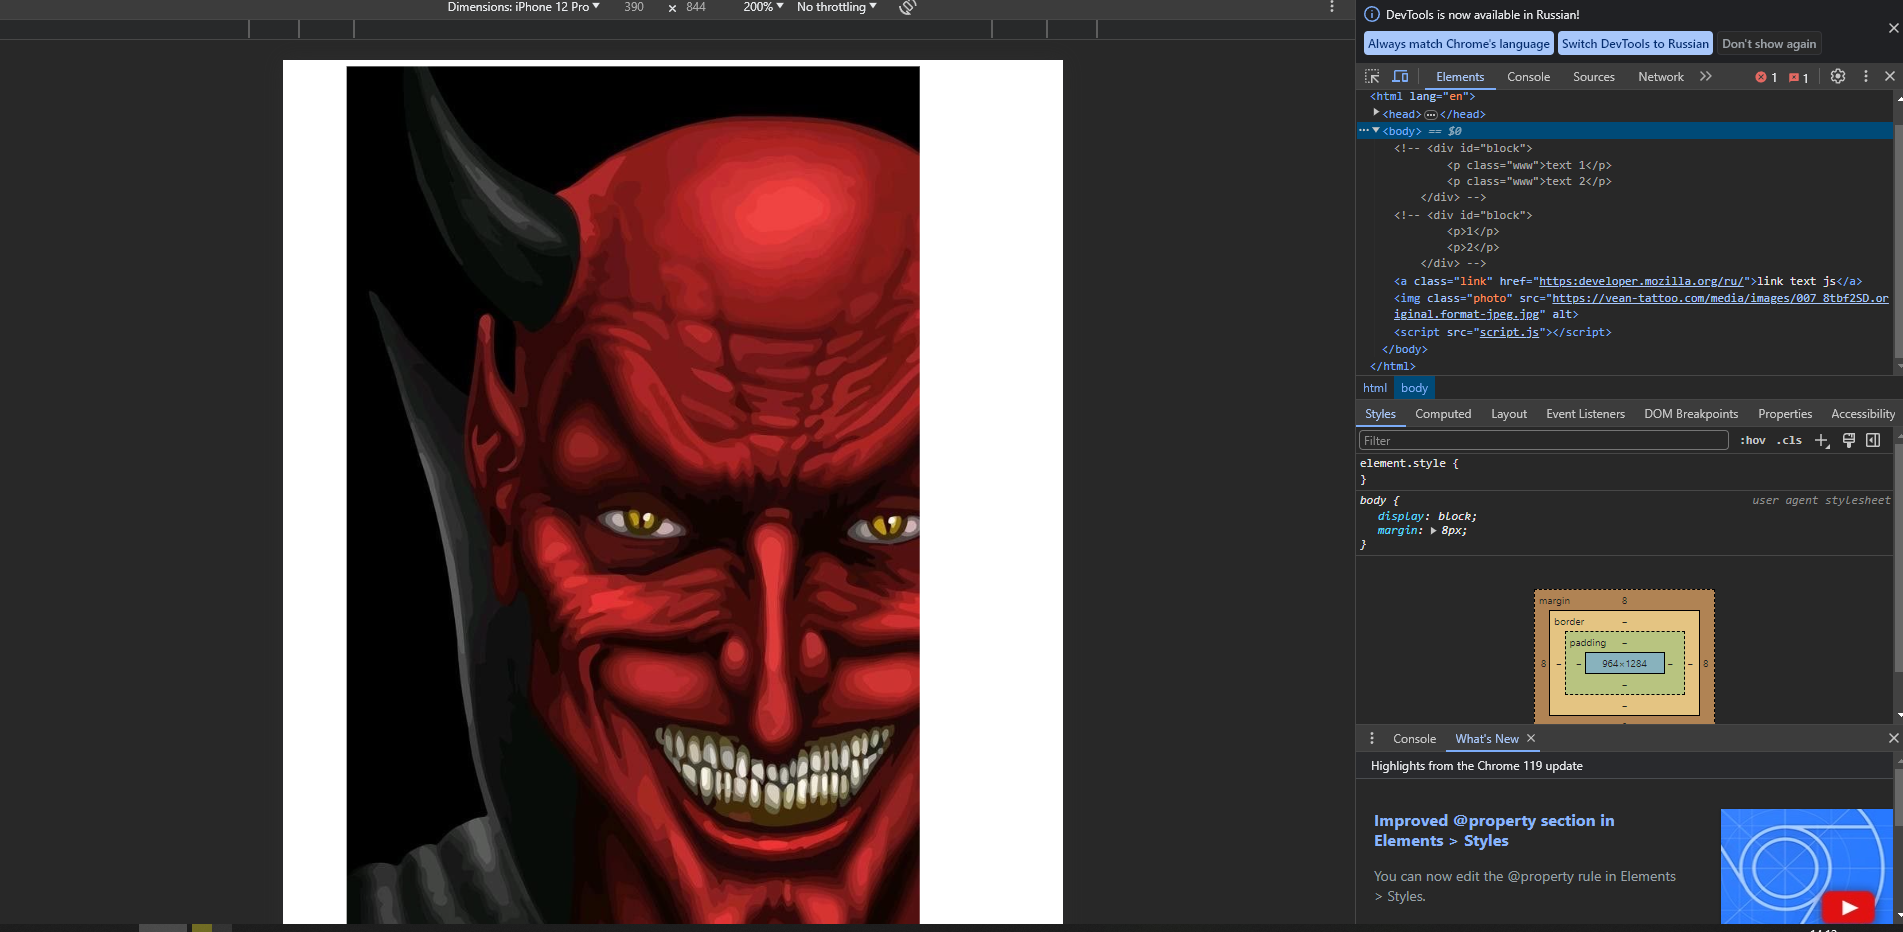 Dimensions: iPhone 12 Pro ▼ 390 × 844 200% ▼ No throttling ▼
DevTools is now available in Russian!
Always match Chrome's language Switch DevTools to Russian Don't show again
Elements Console Sources Network 1 1
<html lang="en">
<head> ⋯ </head>
<body> == $0
<!-- <div id="block">
<p class="www">text 1</p>
<p class="www">text 2</p>
</div> -->
<!-- <div id="block">
<p>1</p>
<p>2</p>
</div> -->
<a class="link" href="https:developer.mozilla.org/ru/">link text js</a>
<img class="photo" src="https://vean-tattoo.com/media/images/007_8tbf25D.or
iginal.format-jpeg.jpg" alt>
<script src="script.js"></script>
</body>
</html>
html body
Styles Computed Layout Event Listeners DOM Breakpoints Properties Accessibility
Filter :hov .cls
element.style {
}
body { user agent stylesheet
display: block;
margin: 8px;
}
margin 8
border –
padding –
8 – – 964×1284 – – 8
–
–
Console What's New
Highlights from the Chrome 119 update
Improved @property section in
Elements > Styles
You can now edit the @property rule in Elements
> Styles.